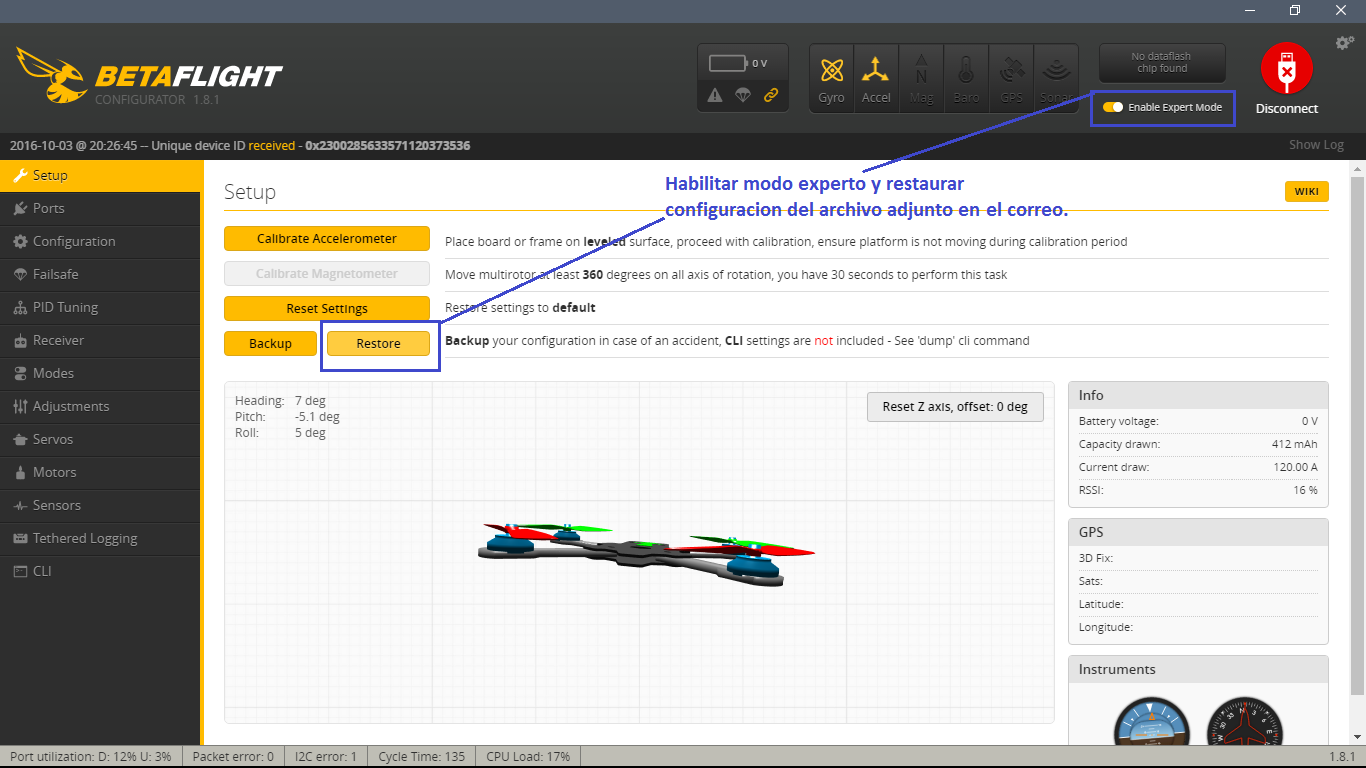 BETAFLIGHT
CONFIGURATOR 1.8.1
0 V
Gyro
Accel
Mag
Baro
GPS
Sonar
No dataflash
chip found
Enable Expert Mode
Disconnect
2016-10-03 @ 20:26:45 -- Unique device ID received - 0x2300285633571120373536
Show Log
Setup
Ports
Configuration
Failsafe
PID Tuning
Receiver
Modes
Adjustments
Servos
Motors
Sensors
Tethered Logging
CLI
Setup
WIKI
Habilitar modo experto y restaurar
configuracion del archivo adjunto en el correo.
Calibrate Accelerometer
Place board or frame on leveled surface, proceed with calibration, ensure platform is not moving during calibration period
Calibrate Magnetometer
Move multirotor at least 360 degrees on all axis of rotation, you have 30 seconds to perform this task
Reset Settings
Restore settings to default
Backup
Restore
Backup your configuration in case of an accident, CLI settings are not included - See 'dump' cli command
Heading: 7 deg
Pitch: -5.1 deg
Roll: 5 deg
Reset Z axis, offset: 0 deg
Info
Battery voltage: 0 V
Capacity drawn: 412 mAh
Current draw: 120.00 A
RSSI: 16 %
GPS
3D Fix:
Sats:
Latitude:
Longitude:
Instruments
Port utilization: D: 12% U: 3%
Packet error: 0
I2C error: 1
Cycle Time: 135
CPU Load: 17%
1.8.1